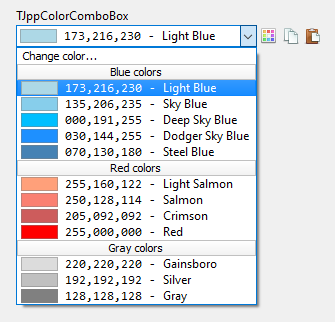 TJppColorComboBox
173,216,230 - Light Blue
Change color...
Blue colors
173,216,230 - Light Blue
135,206,235 - Sky Blue
000,191,255 - Deep Sky Blue
030,144,255 - Dodger Sky Blue
070,130,180 - Steel Blue
Red colors
255,160,122 - Light Salmon
250,128,114 - Salmon
205,092,092 - Crimson
255,000,000 - Red
Gray colors
220,220,220 - Gainsboro
192,192,192 - Silver
128,128,128 - Gray